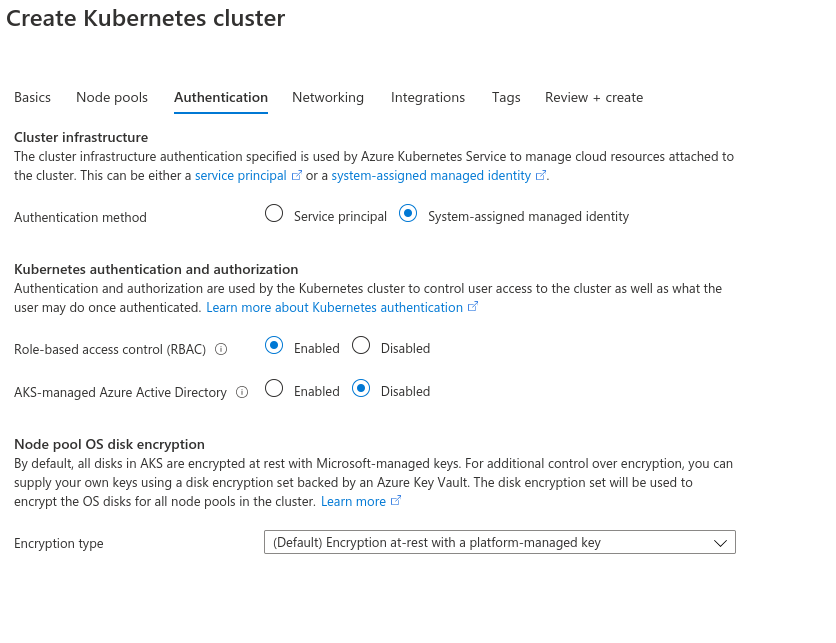 Create Kubernetes cluster
Basics Node pools Authentication Networking Integrations Tags Review + create
Cluster infrastructure
The cluster infrastructure authentication specified is used by Azure Kubernetes Service to manage cloud resources attached to
the cluster. This can be either a service principal or a system-assigned managed identity.
Authentication method Service principal System-assigned managed identity
Kubernetes authentication and authorization
Authentication and authorization are used by the Kubernetes cluster to control user access to the cluster as well as what the
user may do once authenticated. Learn more about Kubernetes authentication
Role-based access control (RBAC) Enabled Disabled
AKS-managed Azure Active Directory Enabled Disabled
Node pool OS disk encryption
By default, all disks in AKS are encrypted at rest with Microsoft-managed keys. For additional control over encryption, you can
supply your own keys using a disk encryption set backed by an Azure Key Vault. The disk encryption set will be used to
encrypt the OS disks for all node pools in the cluster. Learn more
Encryption type (Default) Encryption at-rest with a platform-managed key